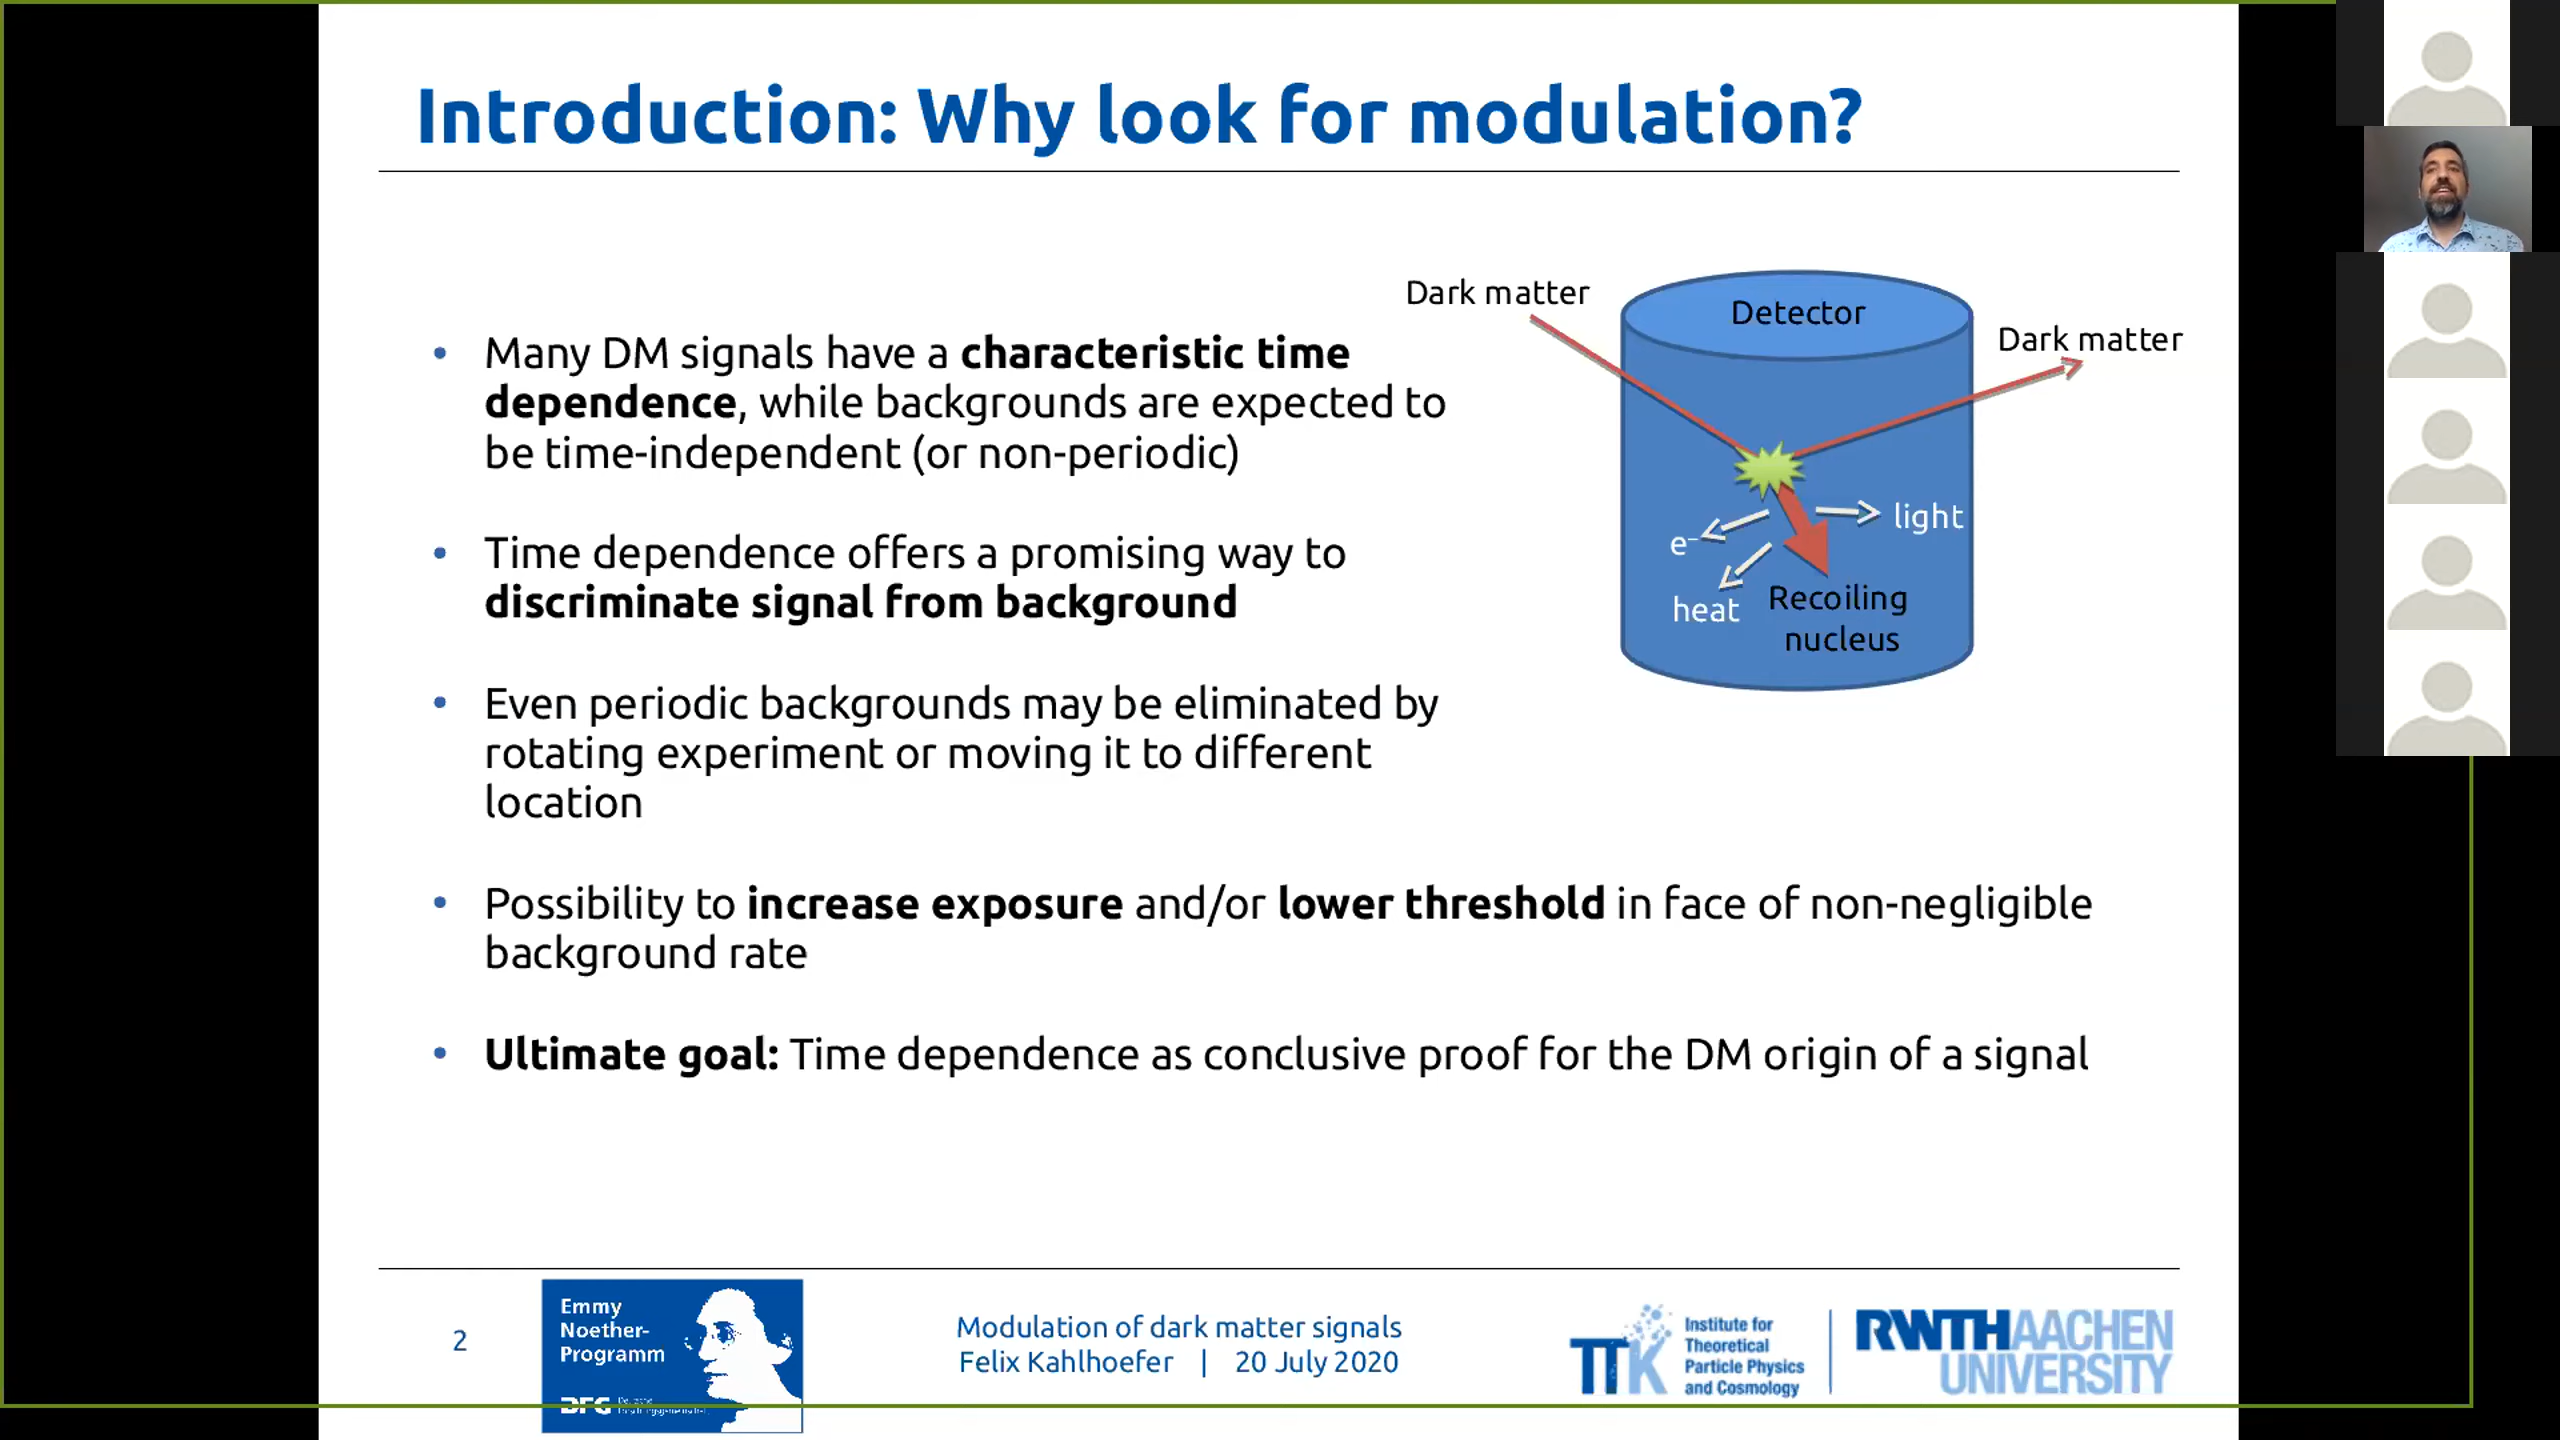 Introduction: Why look for modulation?
Many DM signals have a characteristic time
dependence, while backgrounds are expected to
be time-independent (or non-periodic)
Time dependence offers a promising way to
discriminate signal from background
Even periodic backgrounds may be eliminated by
rotating experiment or moving it to different
location
Possibility to increase exposure and/or lower threshold in face of non-negligible
background rate
Ultimate goal: Time dependence as conclusive proof for the DM origin of a signal
Dark matter
Detector
Dark matter
light
e⁻
heat
Recoiling
nucleus
2
Emmy
Noether-
Programm
DFG
Modulation of dark matter signals
Felix Kahlhoefer | 20 July 2020
TTK
Institute for
Theoretical
Particle Physics
and Cosmology
RWTHAACHEN
UNIVERSITY